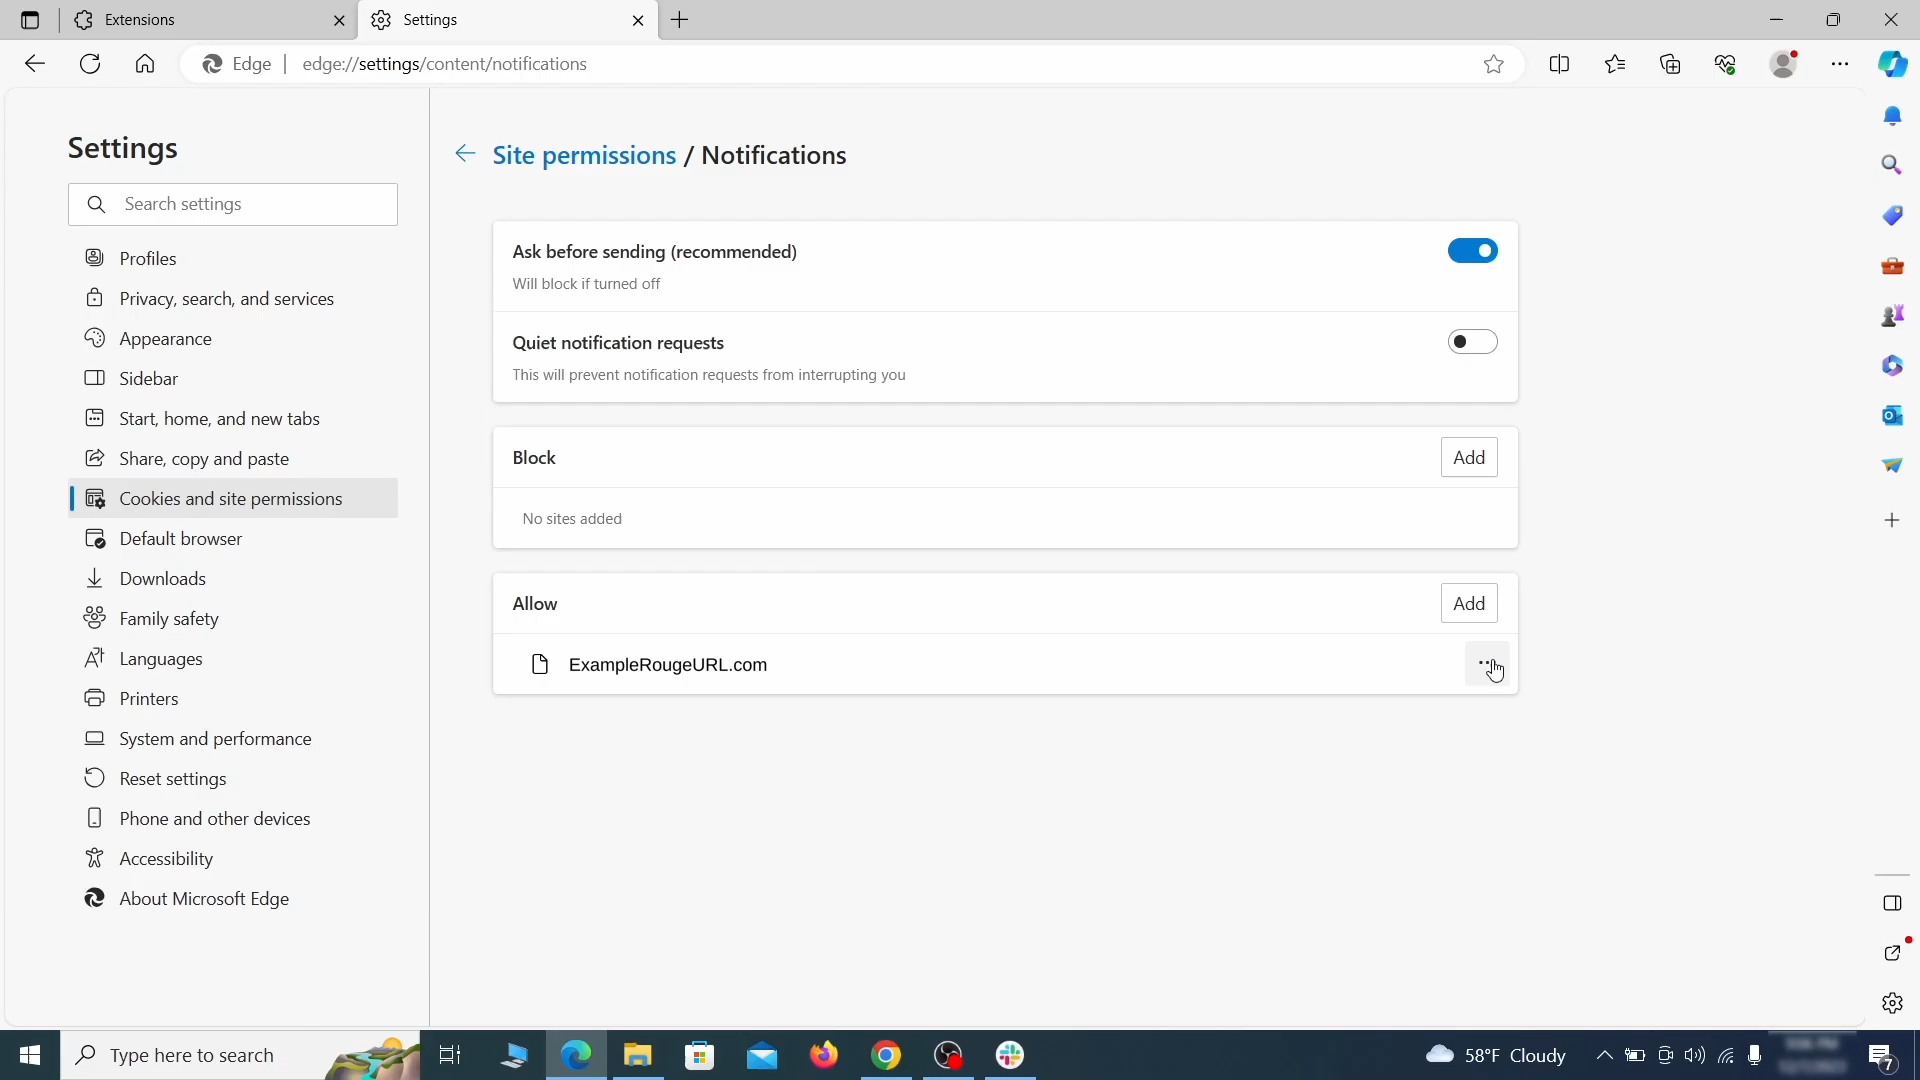 Extensions
Settings
Edge
edge://settings/content/notifications
Settings
Search settings
Profiles
Privacy, search, and services
Appearance
Sidebar
Start, home, and new tabs
Share, copy and paste
Cookies and site permissions
Default browser
Downloads
Family safety
Languages
Printers
System and performance
Reset settings
Phone and other devices
Accessibility
About Microsoft Edge
Site permissions / Notifications
Ask before sending (recommended)
Will block if turned off
Quiet notification requests
This will prevent notification requests from interrupting you
Block
Add
No sites added
Allow
Add
ExampleRougeURL.com
Type here to search
58°F Cloudy
7